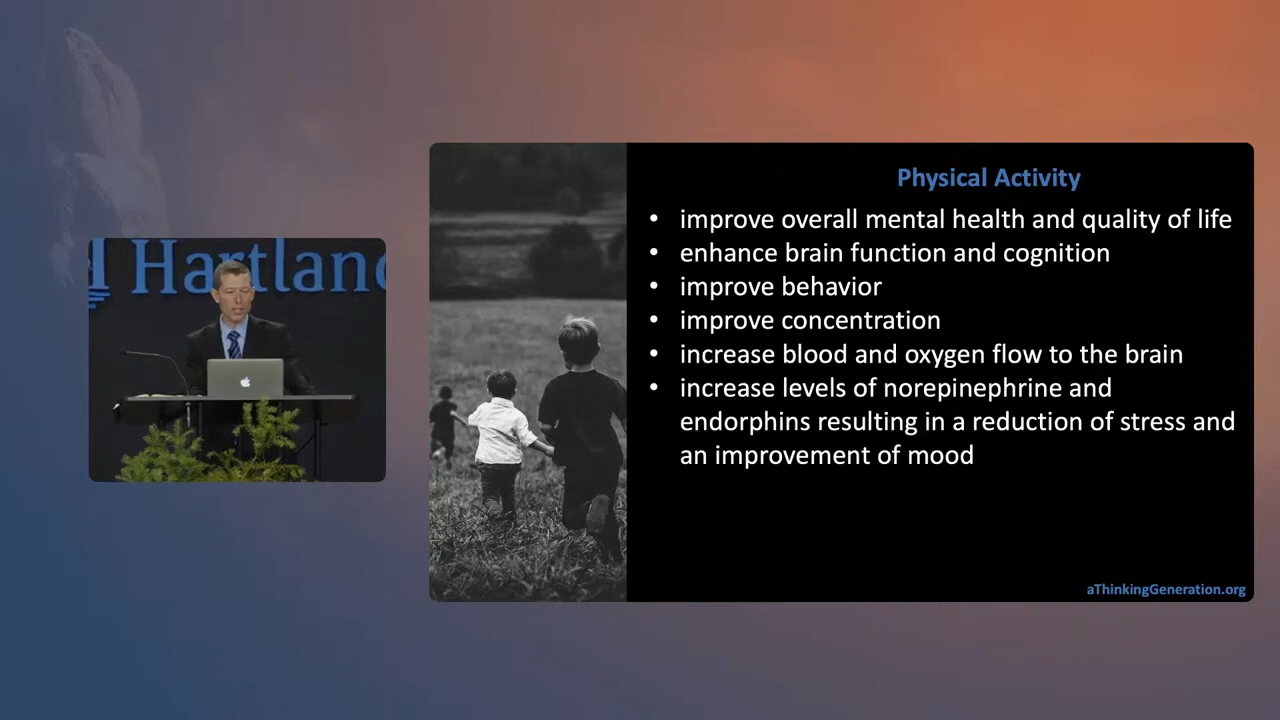 Hartland
Physical Activity
• improve overall mental health and quality of life
• enhance brain function and cognition
• improve behavior
• improve concentration
• increase blood and oxygen flow to the brain
• increase levels of norepinephrine and
endorphins resulting in a reduction of stress and
an improvement of mood
aThinkingGeneration.org